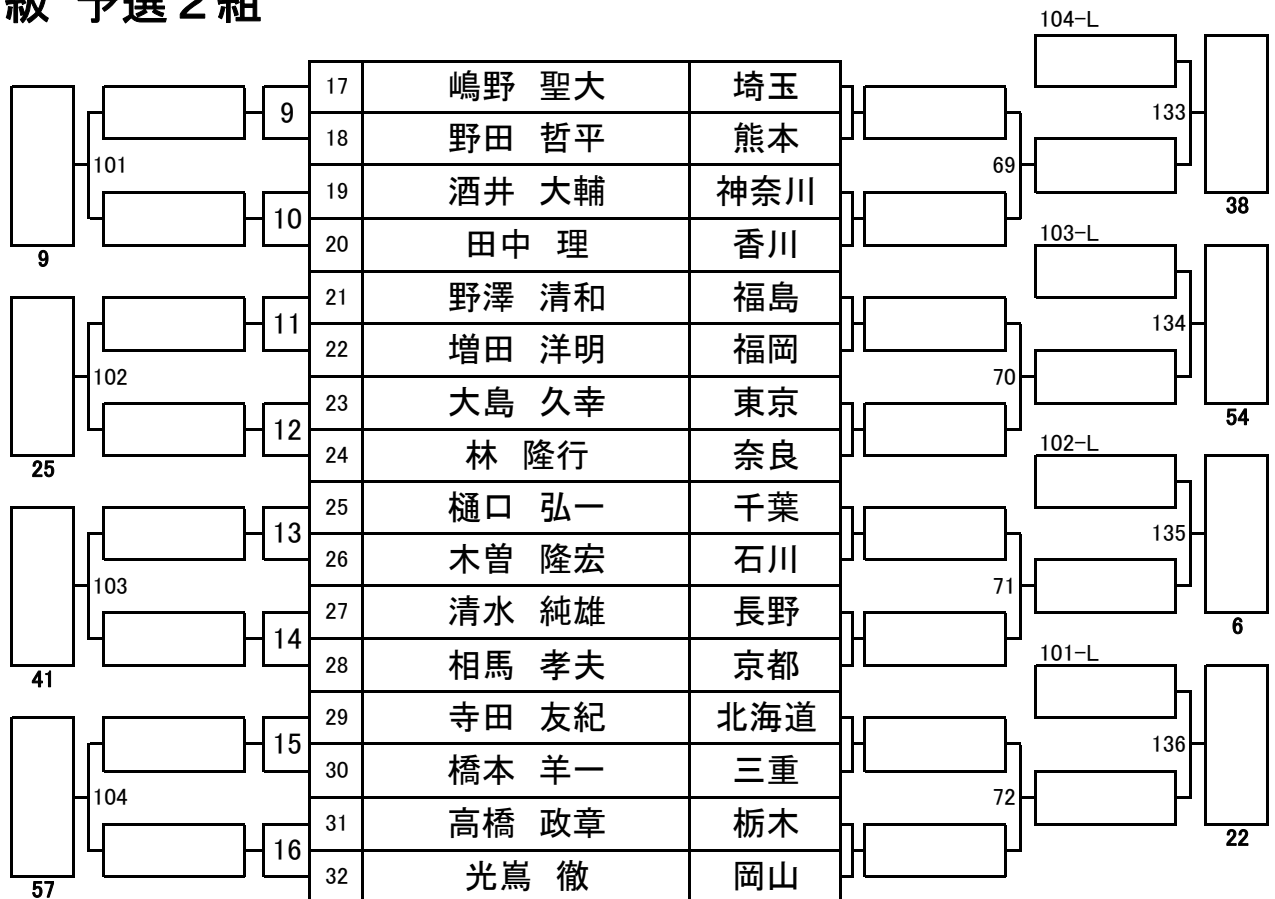 級 予選２組
104-L
17 嶋野 聖大 埼玉
9
133
18 野田 哲平 熊本
101
69
19 酒井 大輔 神奈川
10
38
20 田中 理 香川
103-L
9
21 野澤 清和 福島
11
134
22 増田 洋明 福岡
102
70
23 大島 久幸 東京
12
54
24 林 隆行 奈良
102-L
25
25 樋口 弘一 千葉
13
135
26 木曽 隆宏 石川
103
71
27 清水 純雄 長野
14
6
28 相馬 孝夫 京都
101-L
41
29 寺田 友紀 北海道
15
136
30 橋本 羊一 三重
104
72
31 高橋 政章 栃木
16
22
32 光嶌 徹 岡山
57